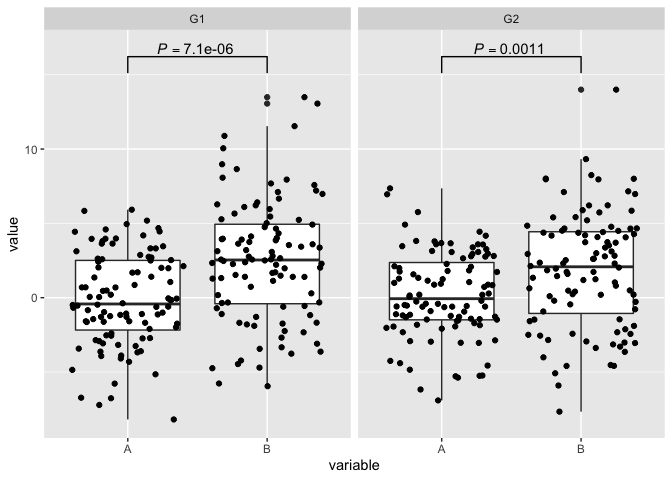 G1 G2
P = 7.1e-06 P = 0.0011
10
value
0
A B A B
variable